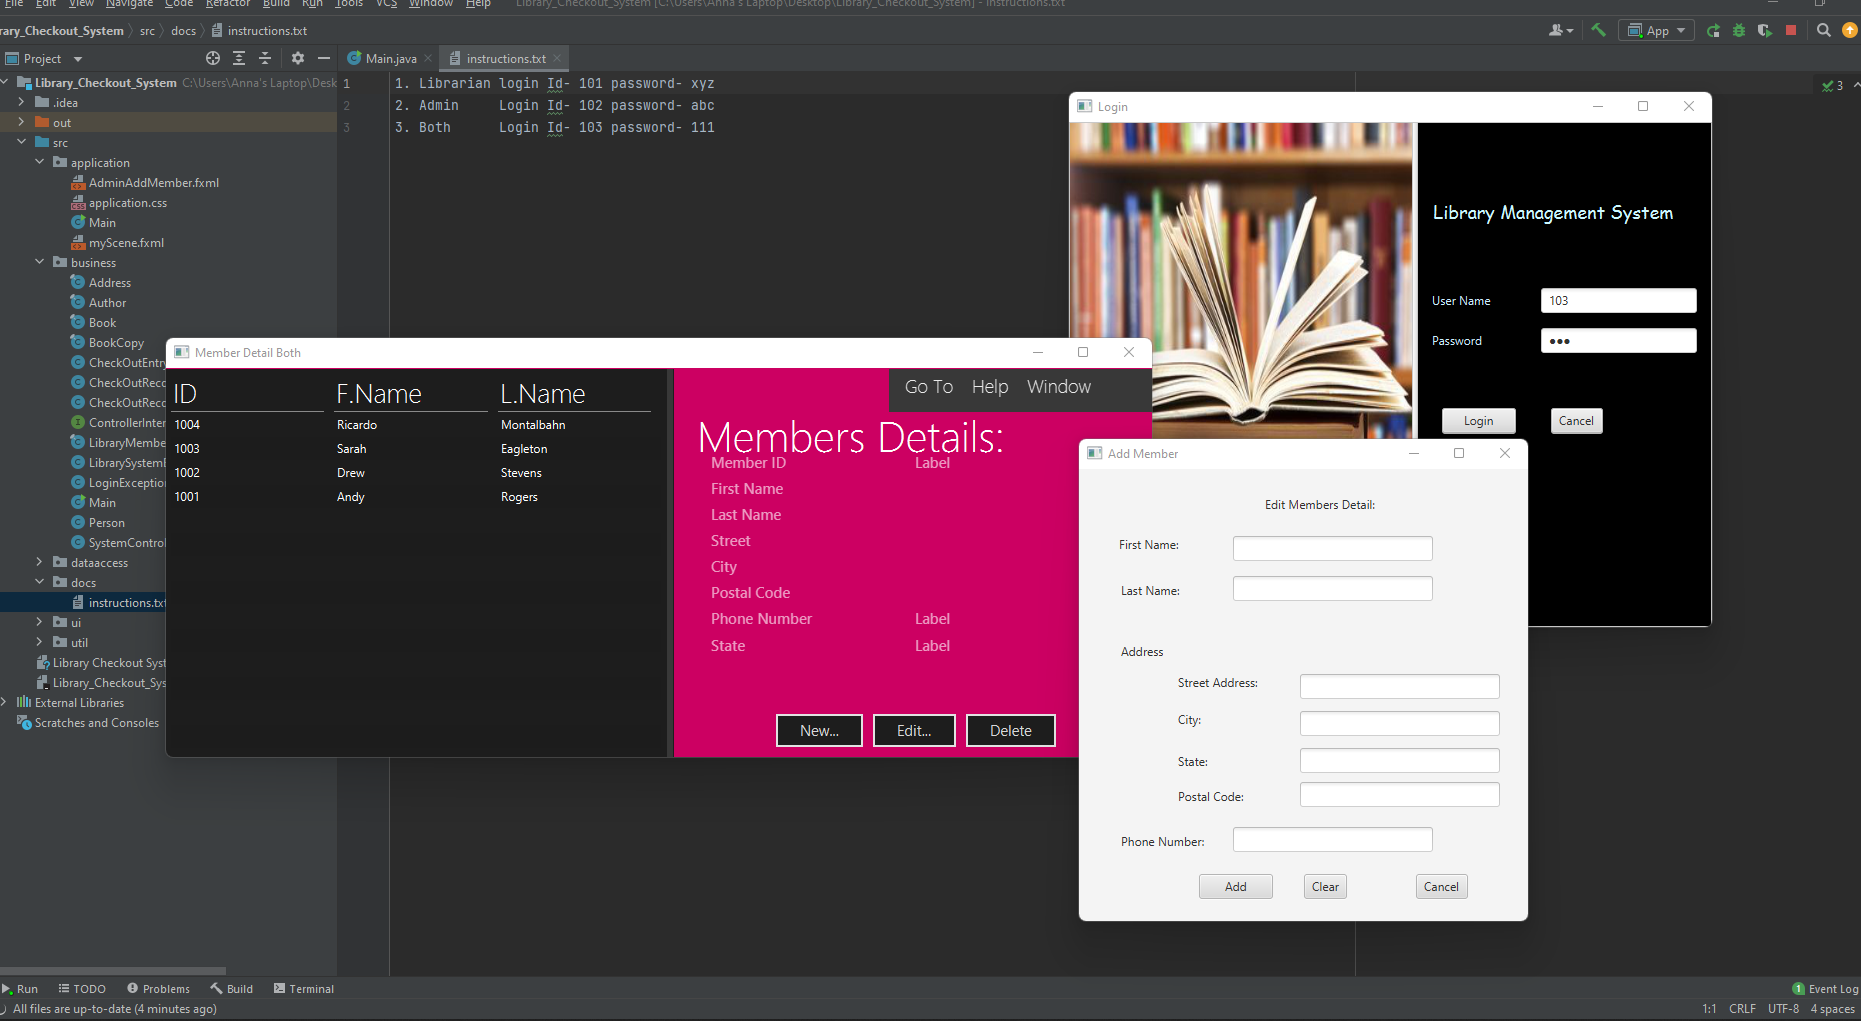 File Edit View Navigate Code Refactor Build Run Tools VCS Window Help Library_Checkout_System [C:\Users\Anna's Laptop\Desktop\Library_Checkout_System] - instructions.txt
rary_Checkout_System src docs instructions.txt
App
Project
Main.java
instructions.txt
Library_Checkout_System C:\Users\Anna's Laptop\Desk
.idea
out
src
application
AdminAddMember.fxml
application.css
Main
myScene.fxml
business
Address
Author
Book
BookCopy
CheckOutEntry
CheckOutReco
CheckOutReco
ControllerInter
LibraryMembe
LibrarySystemE
LoginException
Main
Person
SystemControl
dataaccess
docs
instructions.txt
ui
util
Library Checkout Syst
Library_Checkout_Sys
External Libraries
Scratches and Consoles
1 1. Librarian login Id- 101 password- xyz
2 2. Admin Login Id- 102 password- abc
3 3. Both Login Id- 103 password- 111
3
Login
Library Management System
User Name 103
Password •••
Login Cancel
Member Detail Both
ID F.Name L.Name
1004 Ricardo Montalbahn
1003 Sarah Eagleton
1002 Drew Stevens
1001 Andy Rogers
Go To Help Window
Members Details:
Member ID Label
First Name
Last Name
Street
City
Postal Code
Phone Number Label
State Label
New... Edit... Delete
Add Member
Edit Members Detail:
First Name:
Last Name:
Address
Street Address:
City:
State:
Postal Code:
Phone Number:
Add Clear Cancel
Run TODO Problems Build Terminal
1 Event Log
All files are up-to-date (4 minutes ago)
1:1 CRLF UTF-8 4 spaces